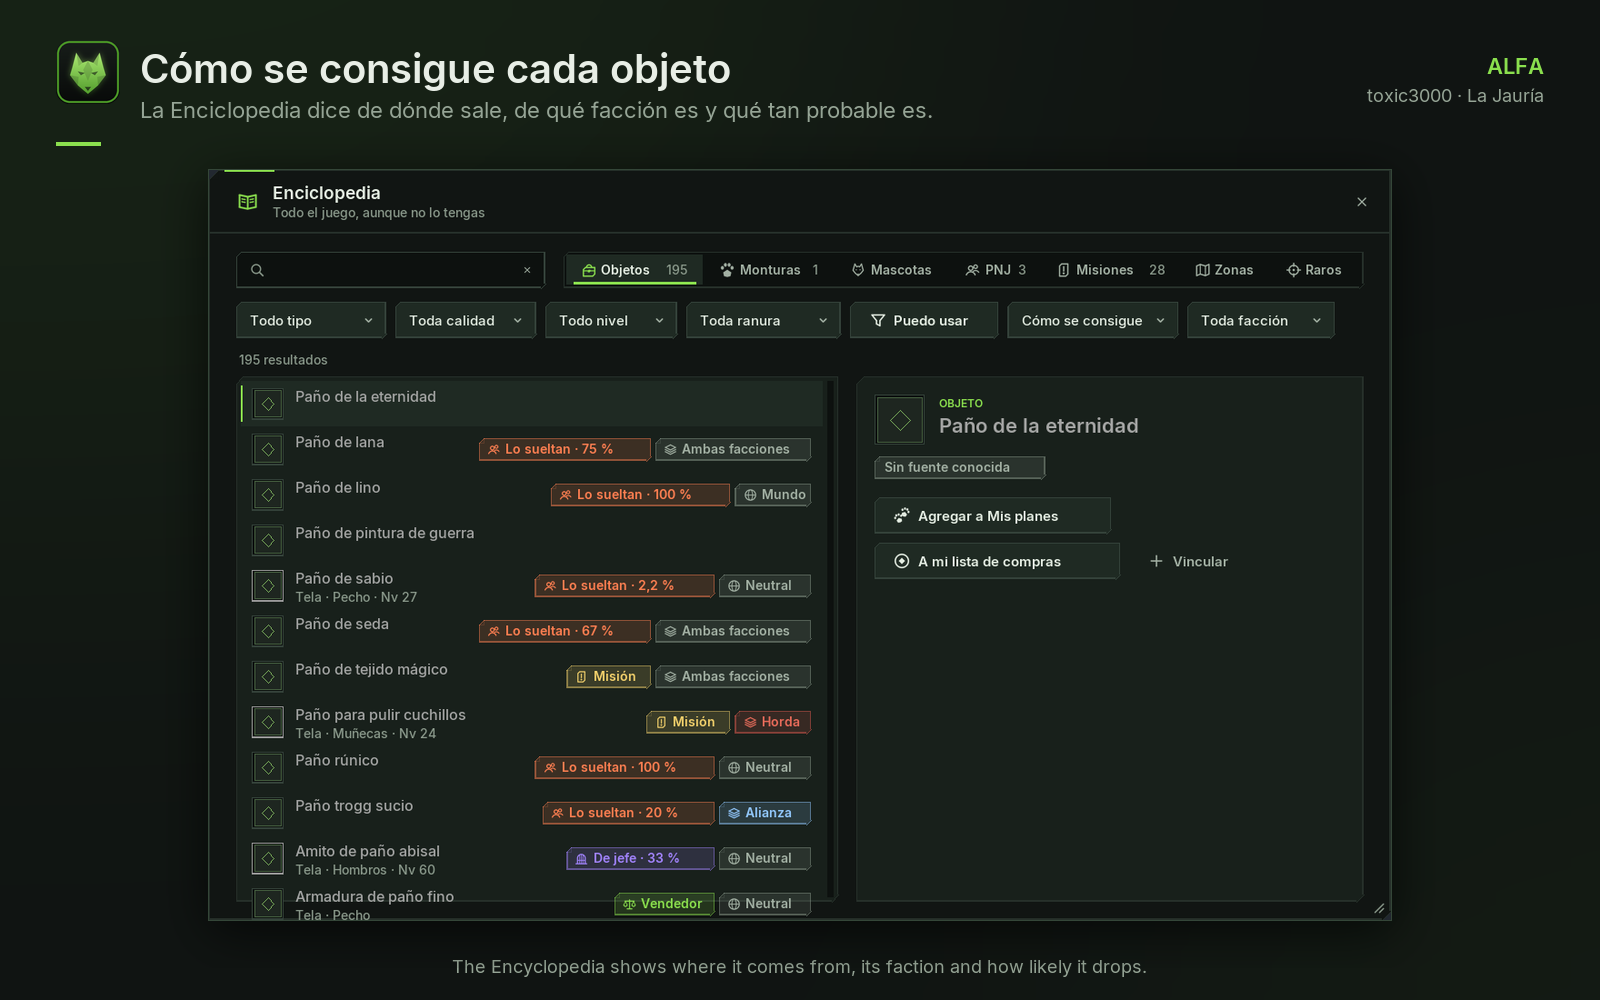 Cómo se consigue cada objeto
La Enciclopedia dice de dónde sale, de qué facción es y qué tan probable es.
ALFA
toxic3000 · La Jauría
Enciclopedia
Todo el juego, aunque no lo tengas
Objetos 195 Monturas 1 Mascotas PNJ 3 Misiones 28 Zonas Raros
Todo tipo Toda calidad Todo nivel Toda ranura Puedo usar Cómo se consigue Toda facción
195 resultados
Paño de la eternidad
Paño de lana Lo sueltan · 75 % Ambas facciones
Paño de lino Lo sueltan · 100 % Mundo
Paño de pintura de guerra
Paño de sabio Lo sueltan · 2,2 % Neutral
Tela · Pecho · Nv 27
Paño de seda Lo sueltan · 67 % Ambas facciones
Paño de tejido mágico Misión Ambas facciones
Paño para pulir cuchillos Misión Horda
Tela · Muñecas · Nv 24
Paño rúnico Lo sueltan · 100 % Neutral
Paño trogg sucio Lo sueltan · 20 % Alianza
Amito de paño abisal De jefe · 33 % Neutral
Tela · Hombros · Nv 60
Armadura de paño fino Vendedor Neutral
Tela · Pecho
OBJETO
Paño de la eternidad
Sin fuente conocida
Agregar a Mis planes
A mi lista de compras Vincular
The Encyclopedia shows where it comes from, its faction and how likely it drops.